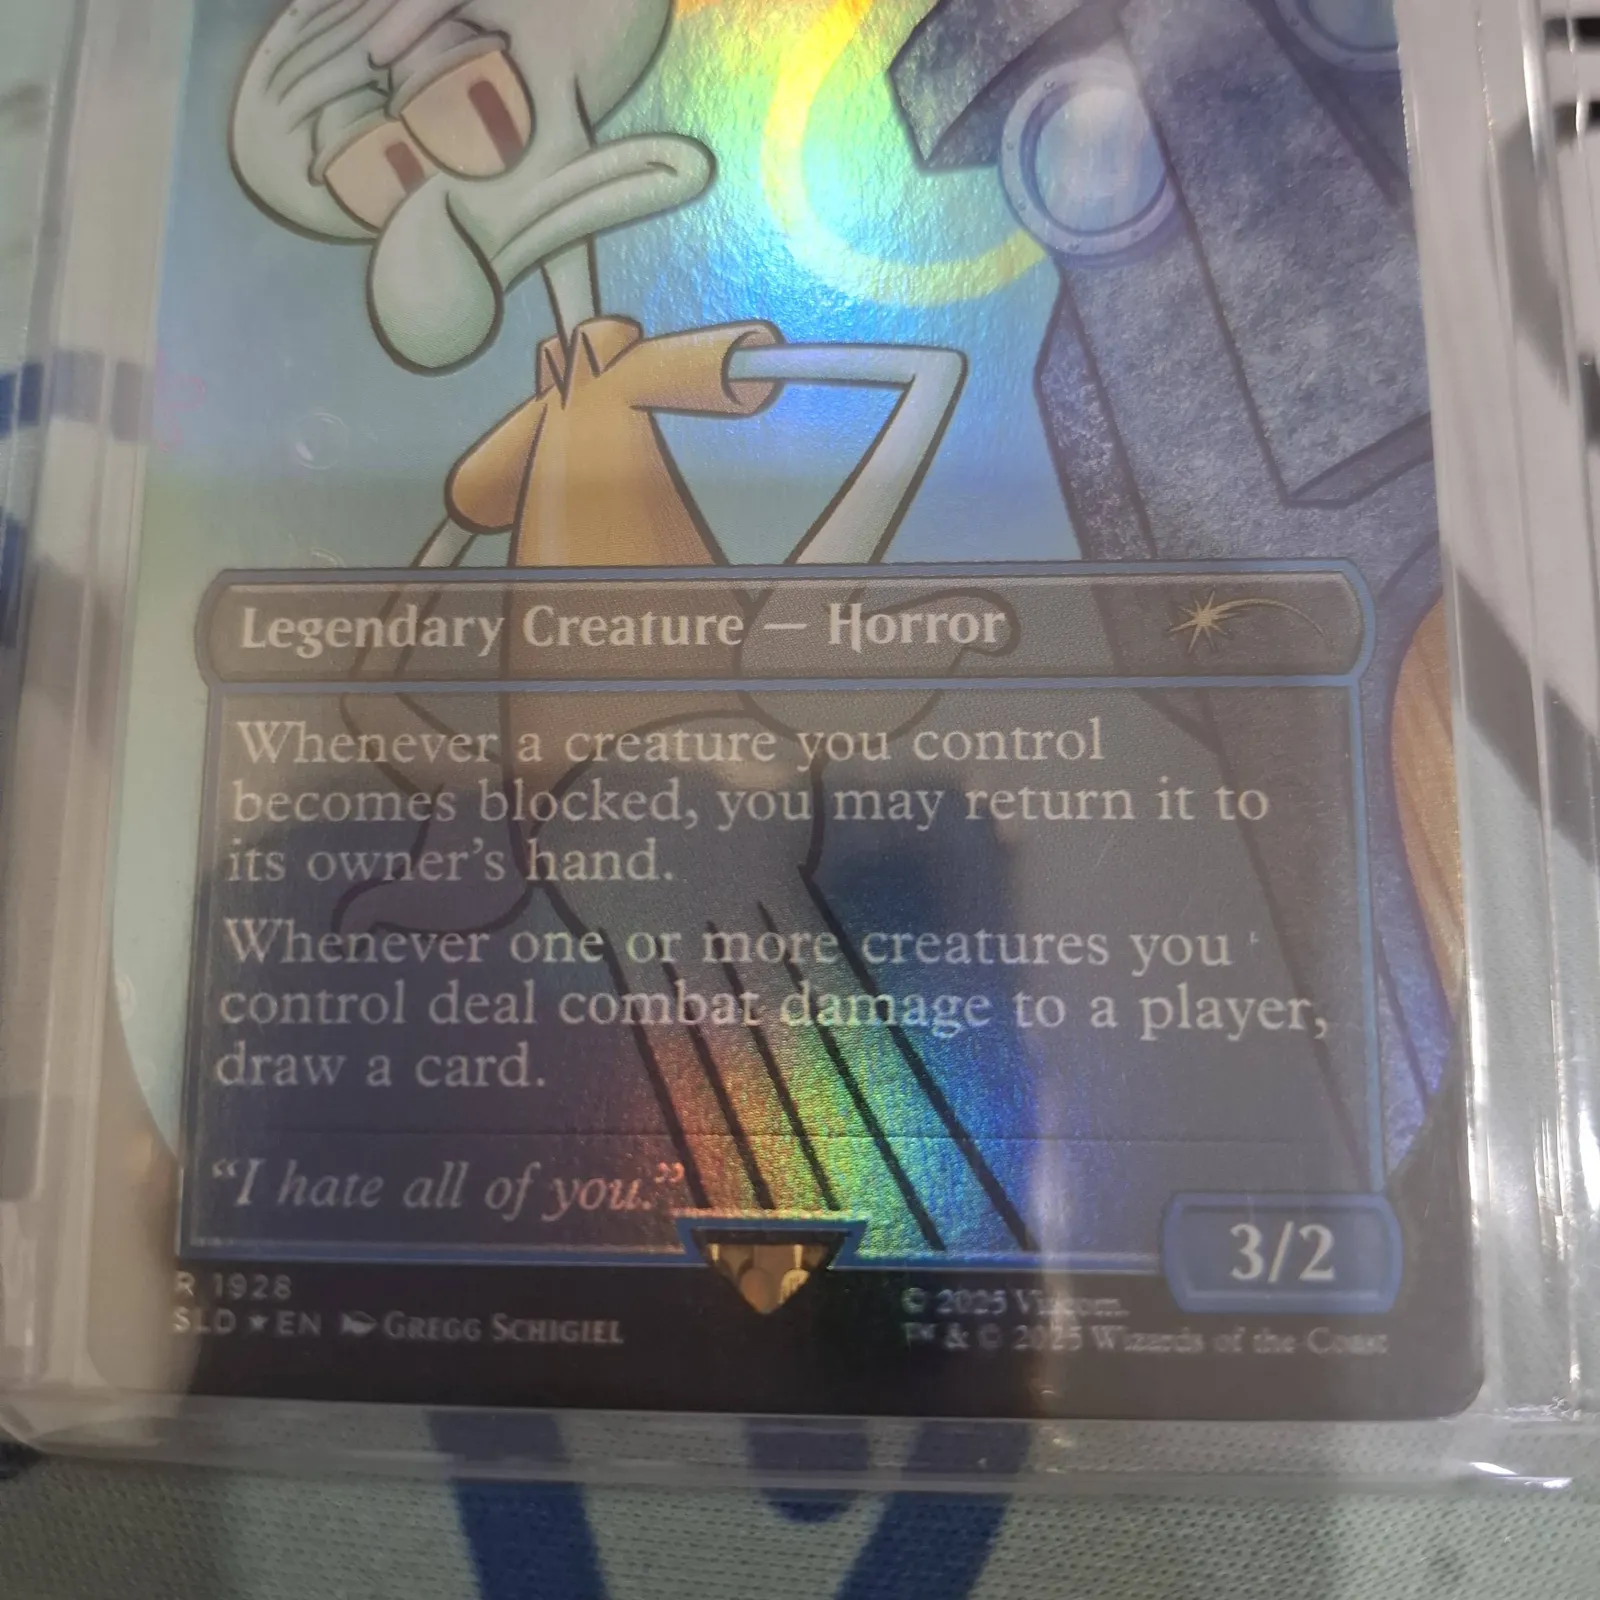 Legendary Creature — Horror
Whenever a creature you control
becomes blocked, you may return it to
its owner's hand.
Whenever one or more creatures you
control deal combat damage to a player,
draw a card.
“I hate all of you.”
3/2
R 1928
SLD ★ EN GREGG SCHIGIEL
© 2025 Viacom.
™ & © 2025 Wizards of the Coast